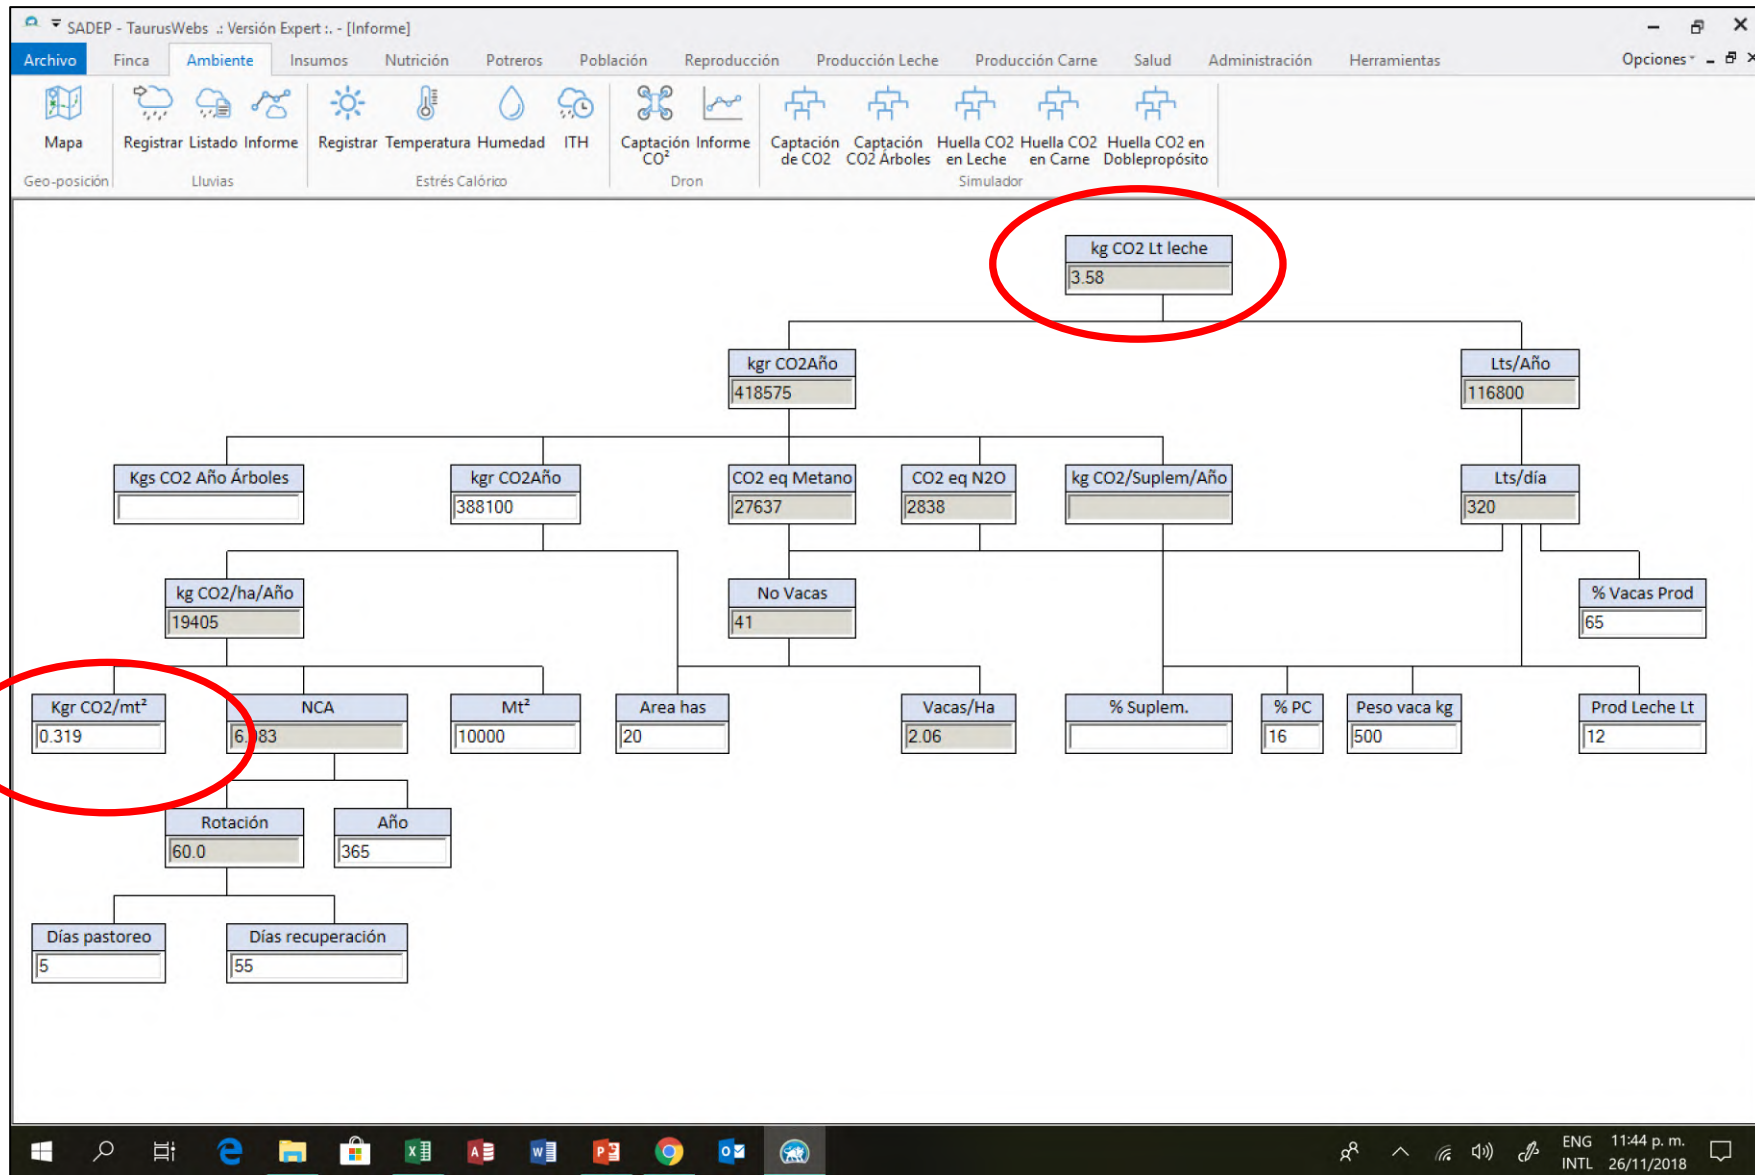 SADEP - TaurusWebs .: Versión Expert :. - [Informe]
Archivo Finca Ambiente Insumos Nutrición Potreros Población Reproducción Producción Leche Producción Carne Salud Administración Herramientas Opciones
Mapa Registrar Listado Informe Registrar Temperatura Humedad ITH Captación CO² Informe Captación de CO2 Captación CO2 Árboles Huella CO2 en Leche Huella CO2 en Carne Huella CO2 en Doblepropósito
Geo-posición Lluvias Estrés Calórico Dron Simulador
kg CO2 Lt leche
3.58
kgr CO2Año Lts/Año
418575 116800
Kgs CO2 Año Árboles kgr CO2Año CO2 eq Metano CO2 eq N2O kg CO2/Suplem/Año Lts/día
388100 27637 2838 320
kg CO2/ha/Año No Vacas % Vacas Prod
19405 41 65
Kgr CO2/mt² NCA Mt² Area has Vacas/Ha % Suplem. % PC Peso vaca kg Prod Leche Lt
0.319 6.083 10000 20 2.06 16 500 12
Rotación Año
60.0 365
Días pastoreo Días recuperación
5 55
ENG 11:44 p. m.
INTL 26/11/2018